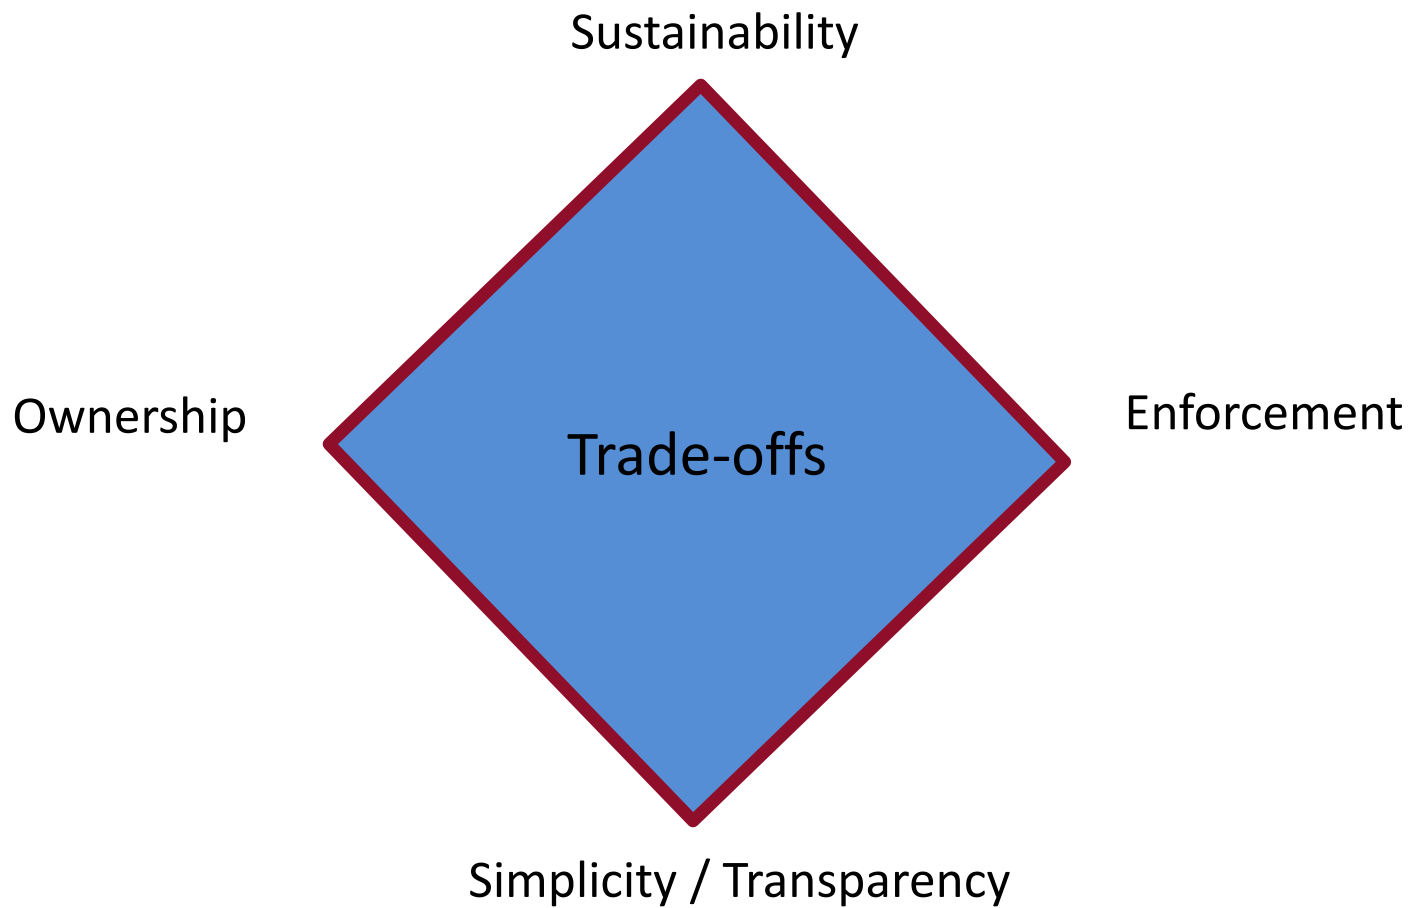 Sustainability
Ownership
Enforcement
Trade-offs
Simplicity / Transparency